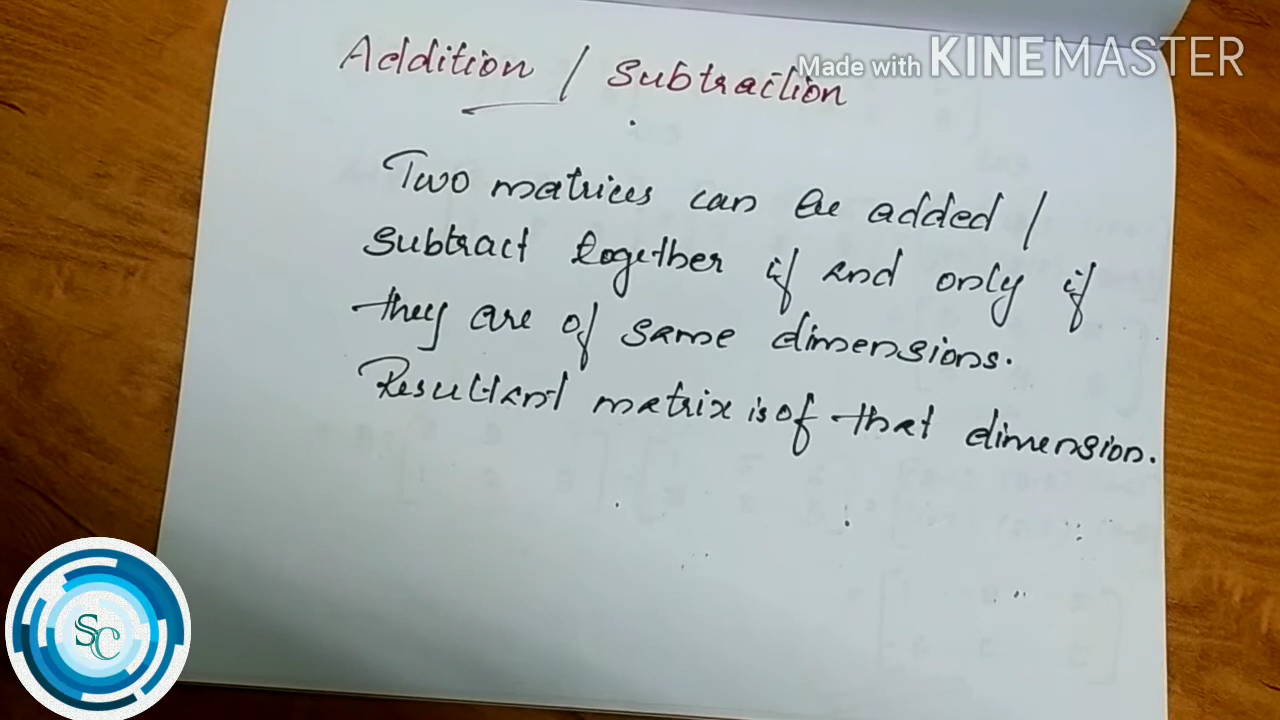 Addition / Subtraction
Made with KINEMASTER
Two matrices can be added /
subtract together if and only if
they are of same dimensions.
Resultant matrix is of that dimension.
SC